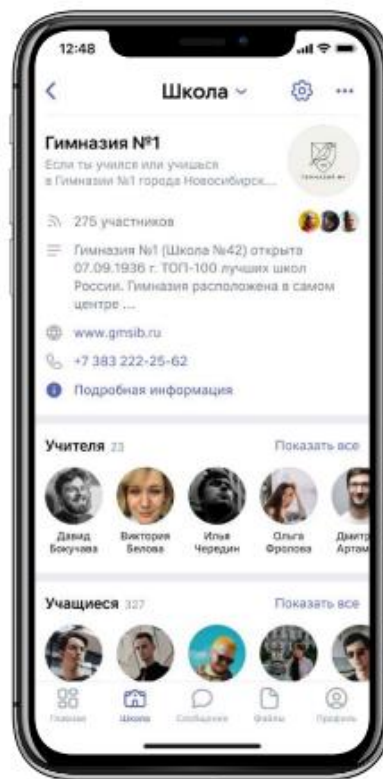 12:48
Школа
Гимназия №1
Если ты учился или учишься
в Гимназии №1 города Новосибирск...
275 участников
Гимназия №1 (Школа №42) открыта
07.09.1936 г. ТОП-100 лучших школ
России. Гимназия расположена в самом
центре ...
www.gmsib.ru
+7 383 222-25-62
Подробная информация
Учителя 23 Показать все
Давид Виктория Илья Ольга Дмитр
Бокучава Белова Чередин Фролова Артам
Учащиеся 327 Показать все
Главная Школа Сообщения Файлы Профиль